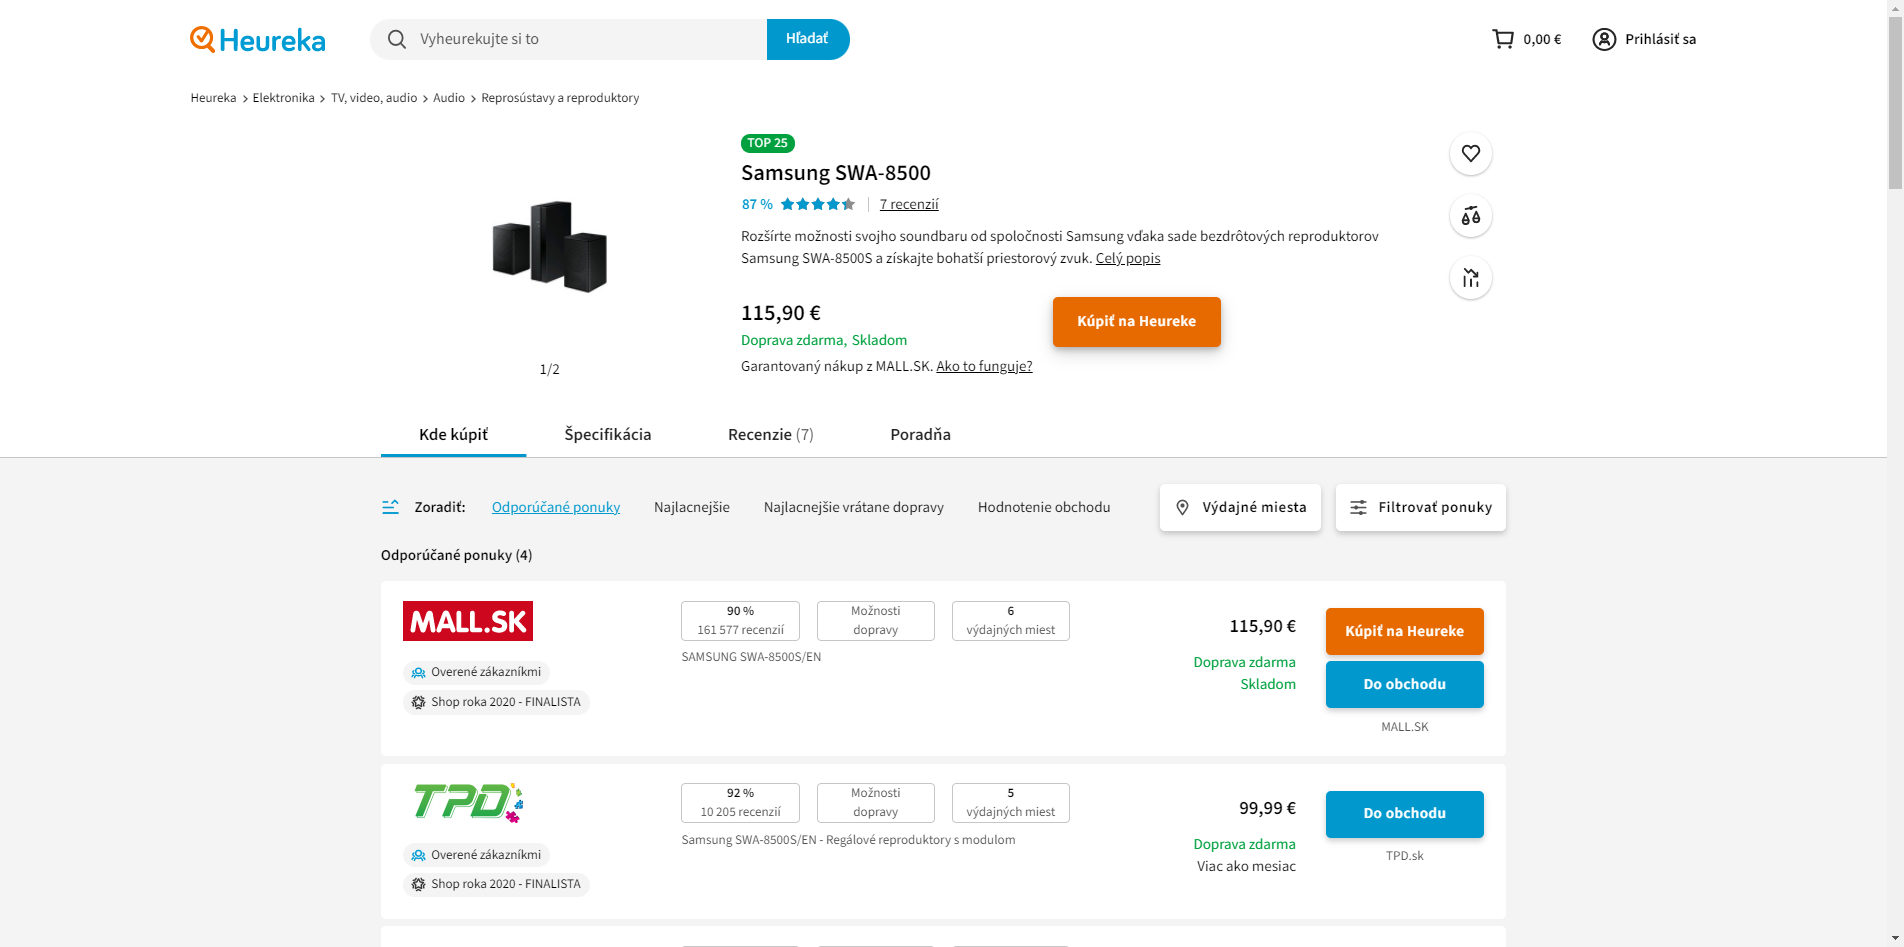 Heureka
Vyheurekujte si to
Hľadať
0,00 €
Prihlásiť sa
Heureka > Elektronika > TV, video, audio > Audio > Reprosústavy a reproduktory
TOP 25
Samsung SWA-8500
87 %
7 recenzií
Rozšírte možnosti svojho soundbaru od spoločnosti Samsung vďaka sade bezdrôtových reproduktorov
Samsung SWA-8500S a získajte bohatší priestorový zvuk. Celý popis
115,90 €
Doprava zdarma, Skladom
Garantovaný nákup z MALL.SK. Ako to funguje?
Kúpiť na Heureke
1/2
Kde kúpiť
Špecifikácia
Recenzie (7)
Poradňa
Zoradiť:
Odporúčané ponuky
Najlacnejšie
Najlacnejšie vrátane dopravy
Hodnotenie obchodu
Výdajné miesta
Filtrovať ponuky
Odporúčané ponuky (4)
MALL.SK
Overené zákazníkmi
Shop roka 2020 - FINALISTA
90 %
161 577 recenzií
Možnosti
dopravy
6
výdajných miest
SAMSUNG SWA-8500S/EN
115,90 €
Doprava zdarma
Skladom
Kúpiť na Heureke
Do obchodu
MALL.SK
TPD
Overené zákazníkmi
Shop roka 2020 - FINALISTA
92 %
10 205 recenzií
Možnosti
dopravy
5
výdajných miest
Samsung SWA-8500S/EN - Regálové reproduktory s modulom
99,99 €
Doprava zdarma
Viac ako mesiac
Do obchodu
TPD.sk